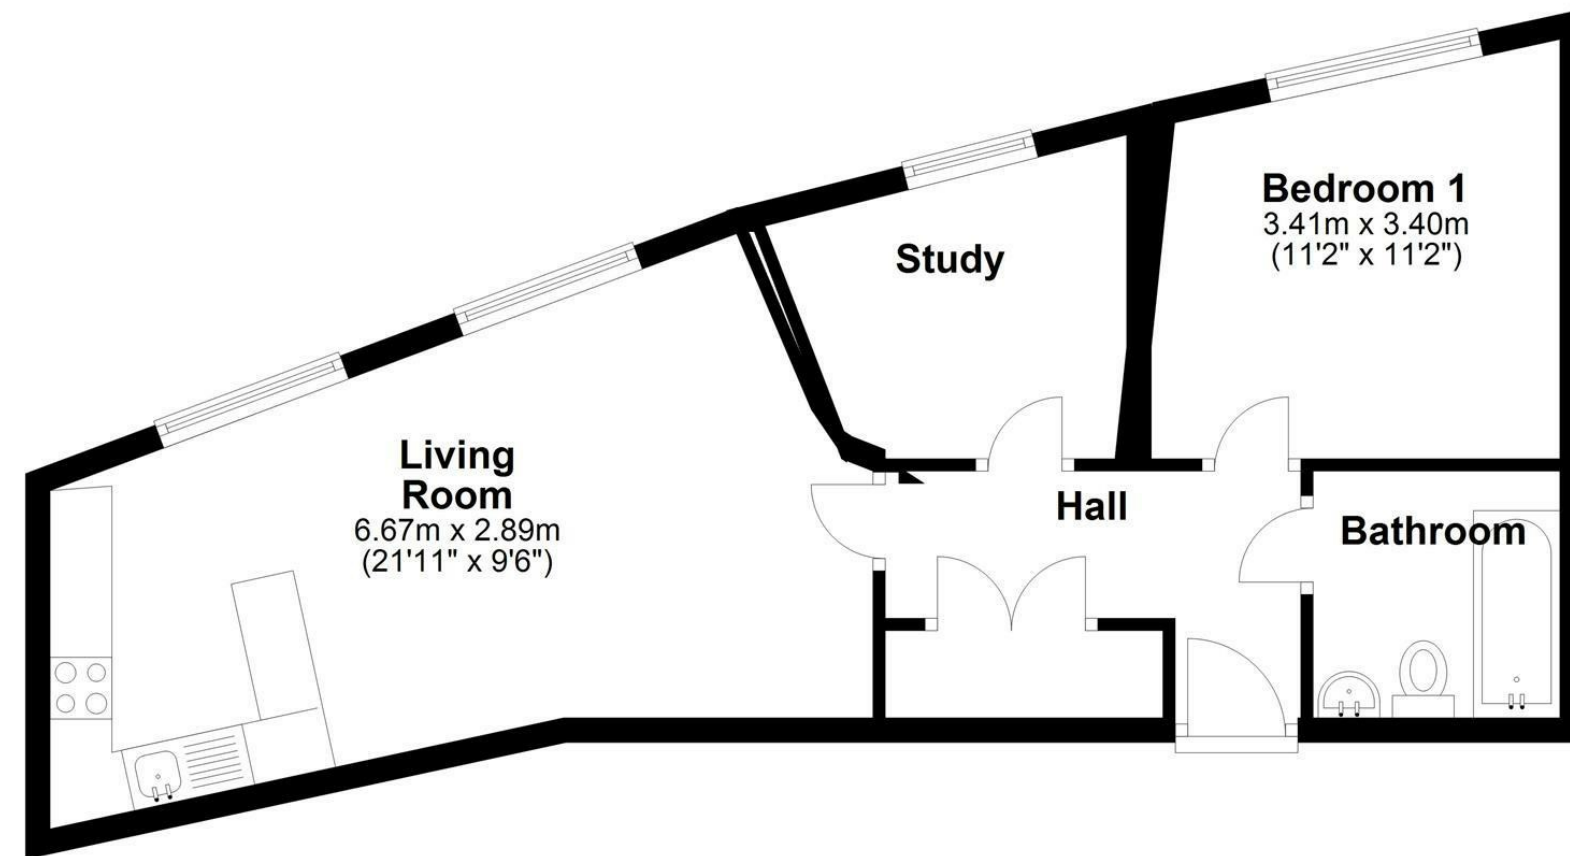 Bedroom 1
3.41m x 3.40m
(11'2" x 11'2")
Study
Living
Room
6.67m x 2.89m
(21'11" x 9'6")
Hall
Bathroom